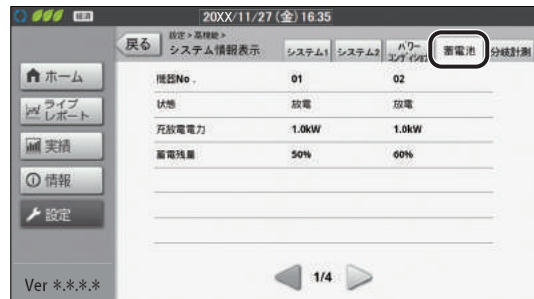 経済 20XX/11/27(金)16:35
戻る
設定>高機能>
システム情報表示
システム1 システム2 パワーコンディショナ 蓄電池 分岐計測
ホーム
ライブ
レポート
実績
情報
設定
Ver *.*.*.*
機器No. 01 02
状態 放電 放電
充放電電力 1.0kW 1.0kW
蓄電残量 50% 60%
1/4